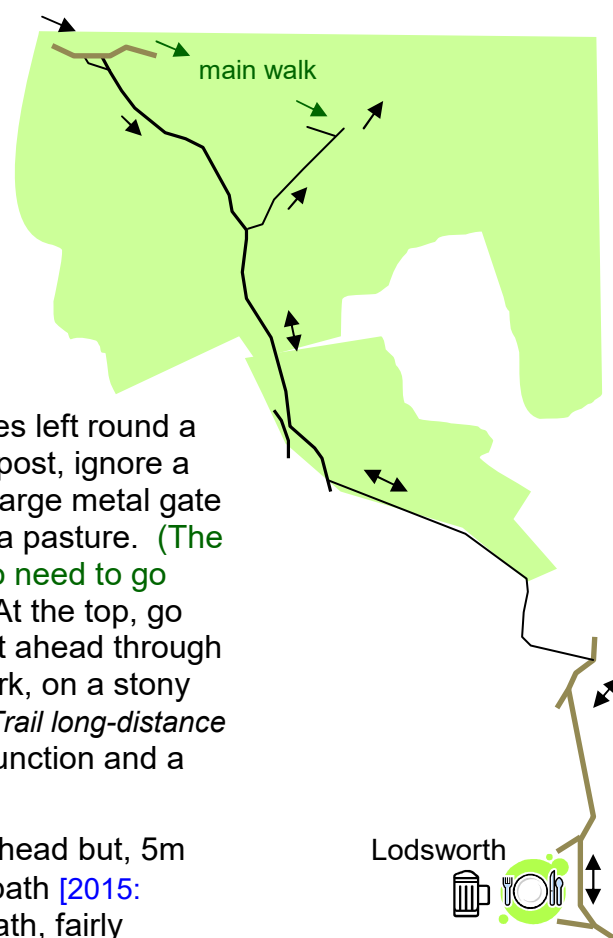 main walk
es left round a
post, ignore a
arge metal gate
a pasture. (The
need to go
At the top, go
t ahead through
rk, on a stony
Trail long-distance
unction and a
head but, 5m
path [2015:
ath, fairly
Lodsworth